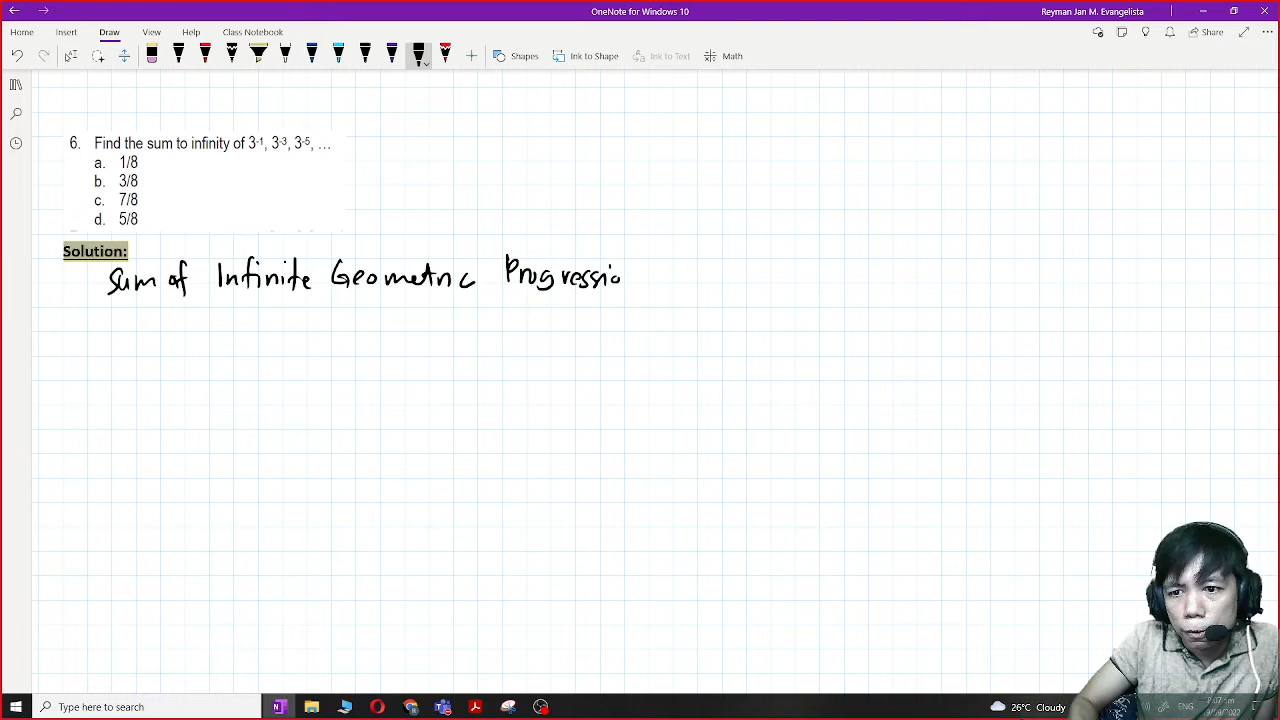 OneNote for Windows 10
Reyman Jan M. Evangelista
Home Insert Draw View Help Class Notebook
Share
Shapes Ink to Shape Ink to Text Math
6. Find the sum to infinity of 3⁻¹, 3⁻³, 3⁻⁵, …
a. 1/8
b. 3/8
c. 7/8
d. 5/8
Solution:
Sum of Infinite Geometric Progressio
Type here to search
26°C Cloudy
ENG